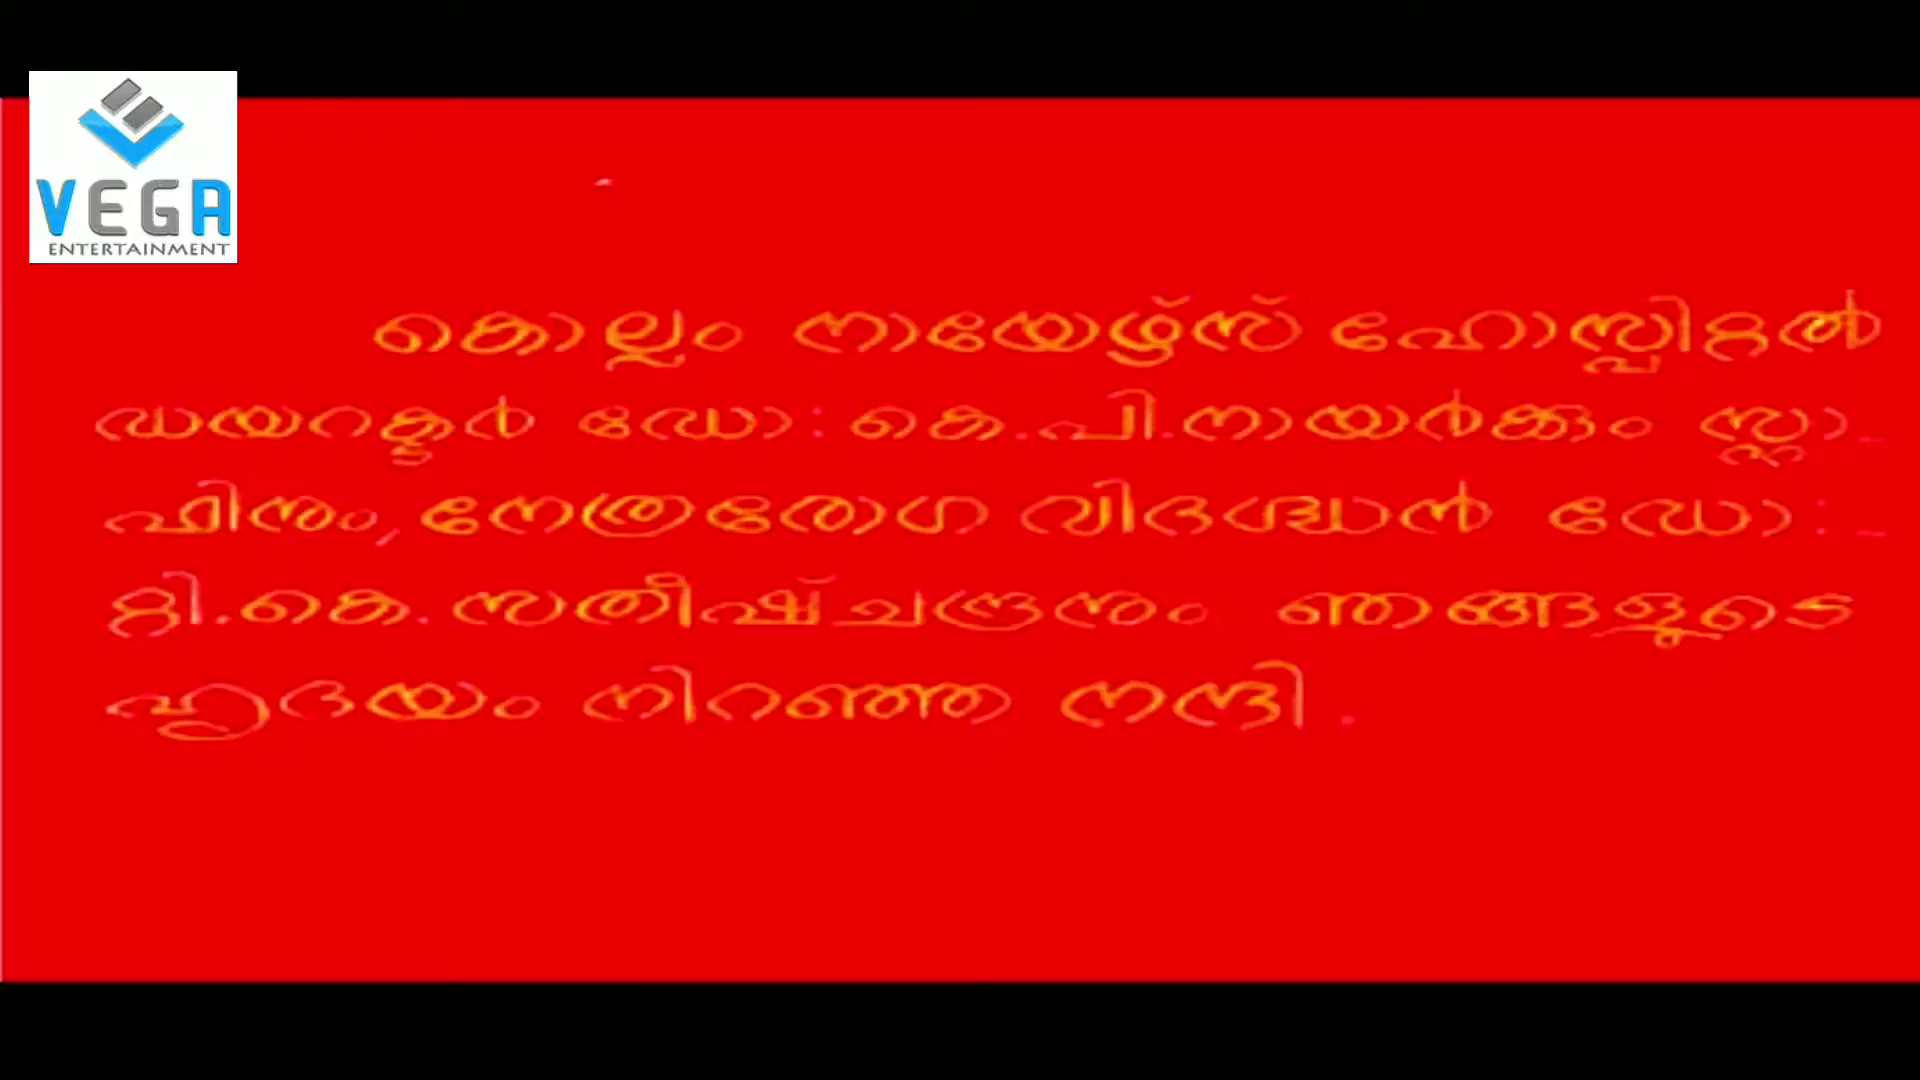 VEGA
ENTERTAINMENT
കൊല്ലം നായേഴ്സ് ഹോസ്പിറ്റൽ
ഡയറക്ടർ ഡോ: കെ.പി.നായർക്കും സ്റ്റാ-
ഫിനും, നേത്രരോഗ വിദഗ്ദ്ധൻ ഡോ: -
റ്റി.കെ.സതീഷ് ചന്ദ്രനും ഞങ്ങളുടെ
ഹൃദയം നിറഞ്ഞ നന്ദി.